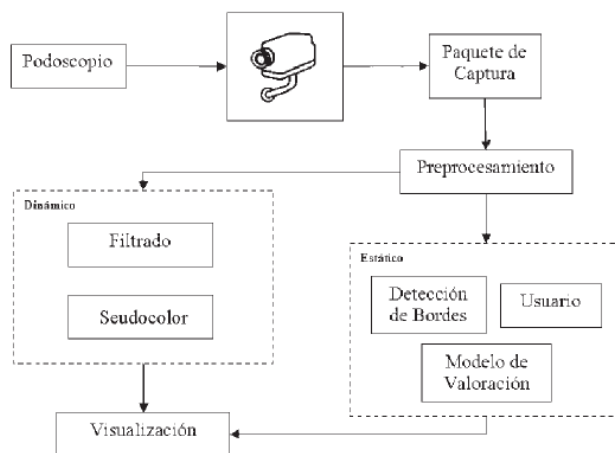 Podoscopio
Paquete de
Captura
Preprocesamiento
Dinámico
Filtrado
Seudocolor
Estático
Detección
de Bordes
Usuario
Modelo de
Valoración
Visualización